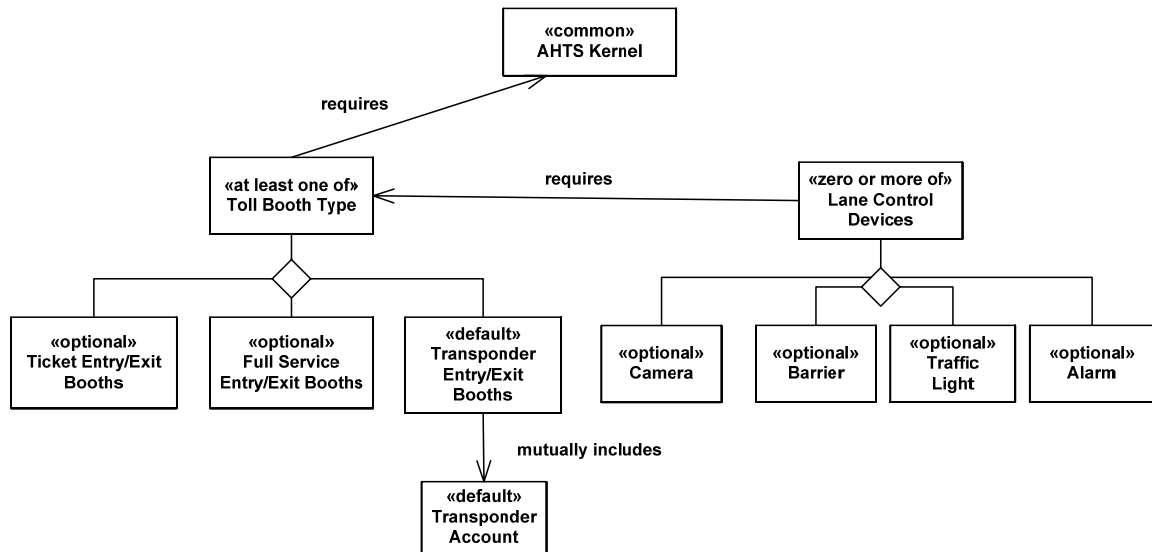 «common»
AHTS Kernel
requires
«at least one of»
Toll Booth Type
requires
«zero or more of»
Lane Control
Devices
«optional»
Ticket Entry/Exit
Booths
«optional»
Full Service
Entry/Exit Booths
«default»
Transponder
Entry/Exit
Booths
«optional»
Camera
«optional»
Barrier
«optional»
Traffic
Light
«optional»
Alarm
mutually includes
«default»
Transponder
Account